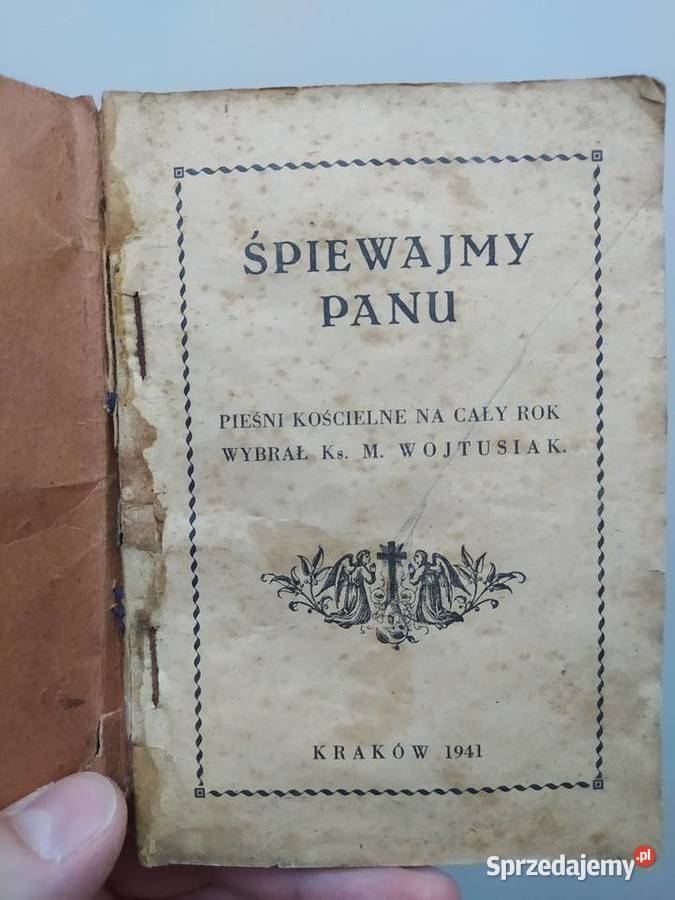 ŚPIEWAJMY
PANU
PIEŚNI KOŚCIELNE NA CAŁY ROK
WYBRAŁ Ks. M. WOJTUSIAK.
KRAKÓW 1941
Sprzedajemy.pl